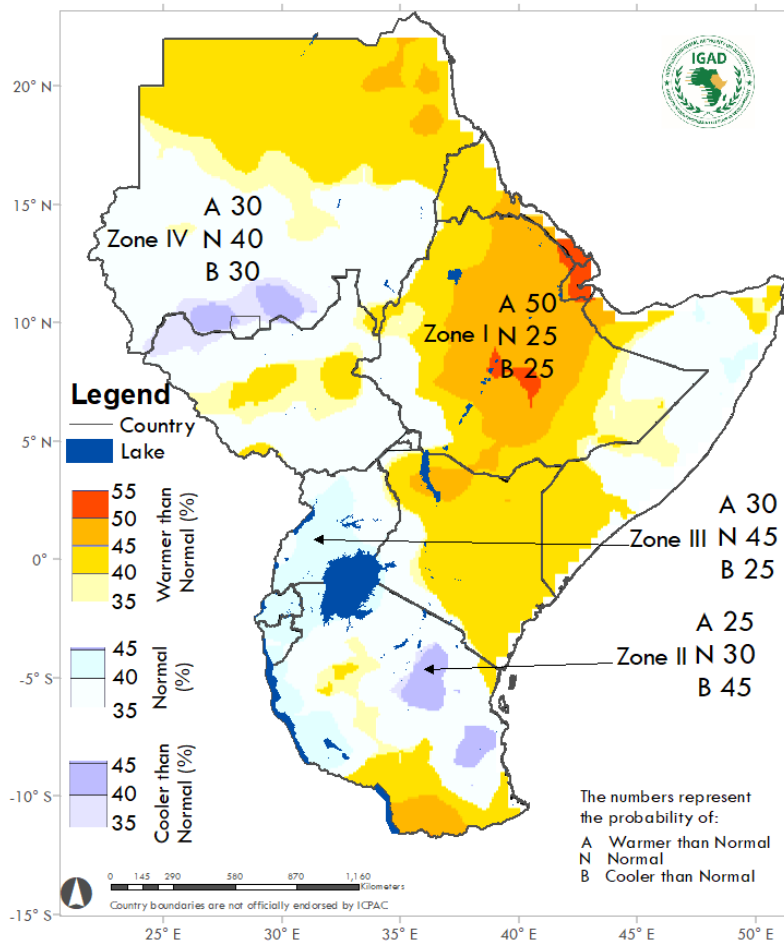 IGAD
20° N
15° N
10° N
5° N
0°
-5° S
-10° S
-15° S
25° E
30° E
35° E
40° E
45° E
50° E
A 30
Zone IV N 40
B 30
A 50
Zone I N 25
B 25
A 30
Zone III N 45
B 25
A 25
Zone II N 30
B 45
Legend
Country
Lake
55
50
45
40
35
Warmer than
Normal (%)
45
40
35
Normal
(%)
45
40
35
Cooler than
Normal (%)
The numbers represent
the probability of:
A Warmer than Normal
N Normal
B Cooler than Normal
0 145 290 580 870 1,160
Kilometers
Country boundaries are not officially endorsed by ICPAC